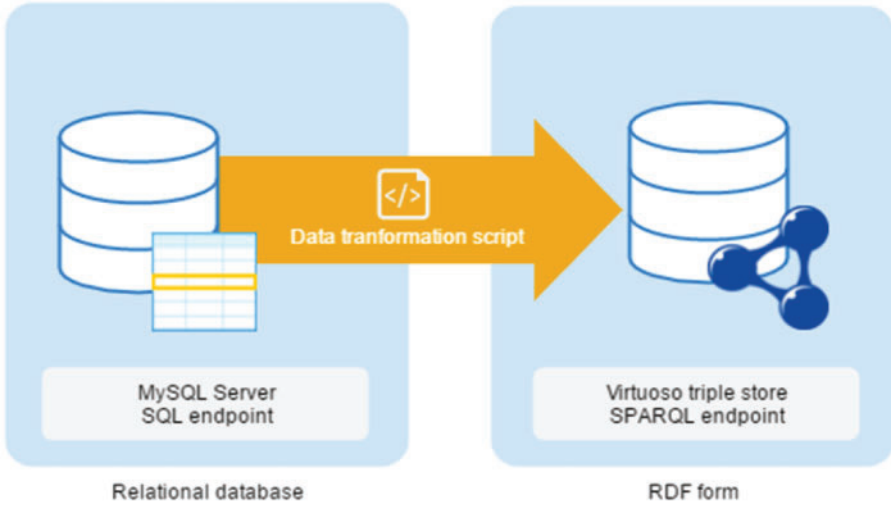 </>
Data tranformation script
MySQL Server
SQL endpoint
Virtuoso triple store
SPARQL endpoint
Relational database
RDF form